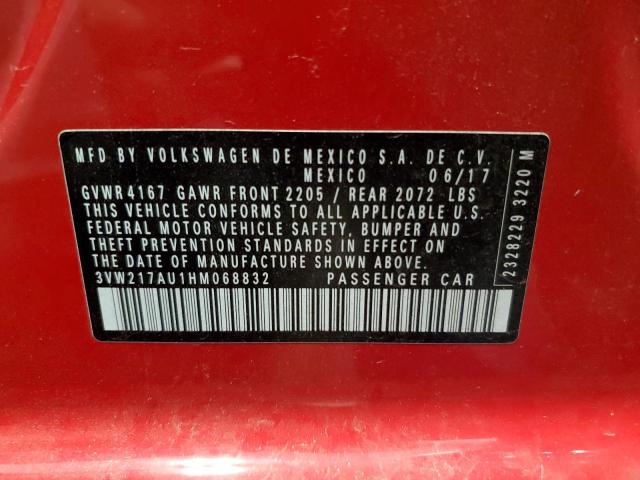 MFD BY VOLKSWAGEN DE MEXICO S.A. DE C.V.
MEXICO 06/17
GVWR 4167 GAWR FRONT 2205 / REAR 2072 LBS
THIS VEHICLE CONFORMS TO ALL APPLICABLE U.S.
FEDERAL MOTOR VEHICLE SAFETY, BUMPER AND
THEFT PREVENTION STANDARDS IN EFFECT ON
THE DATE OF MANUFACTURE SHOWN ABOVE.
3VW217AU1HM068832 PASSENGER CAR
2328229 3220 M